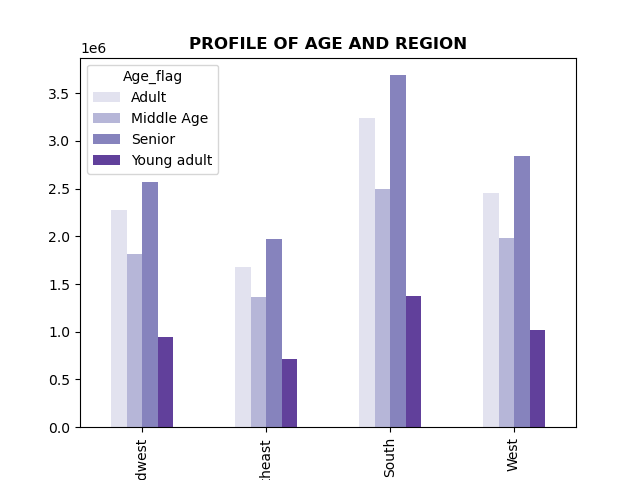 PROFILE OF AGE AND REGION
1e6
Age_flag
Adult
Middle Age
Senior
Young adult
3.5
3.0
2.5
2.0
1.5
1.0
0.5
0.0
dwest
heast
South
West